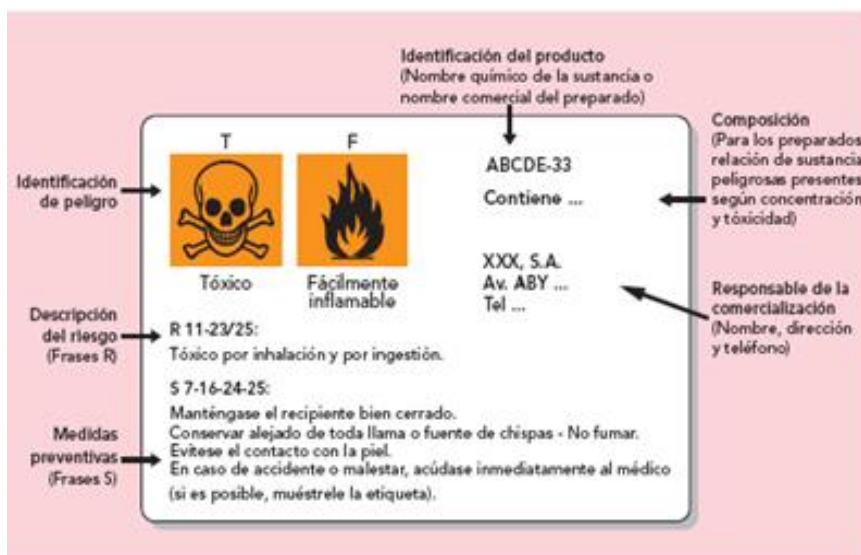 Identificación del producto
(Nombre químico de la sustancia o
nombre comercial del preparado)
Composición
(Para los preparados
relación de sustancia
peligrosas presentes
según concentración
y tóxicidad)
Identificación
de peligro
T
F
ABCDE-33
Contiene ...
Tóxico
Fácilmente
inflamable
XXX, S.A.
Av. ABY ...
Tel ...
Responsable de la
comercialización
(Nombre, dirección
y teléfono)
Descripción
del riesgo
(Frases R)
R 11-23/25:
Tóxico por inhalación y por ingestión.
S 7-16-24-25:
Manténgase el recipiente bien cerrado.
Conservar alejado de toda llama o fuente de chispas - No fumar.
Evítese el contacto con la piel.
En caso de accidente o malestar, acúdase inmediatamente al médico
(si es posible, muéstrele la etiqueta).
Medidas
preventivas
(Frases S)